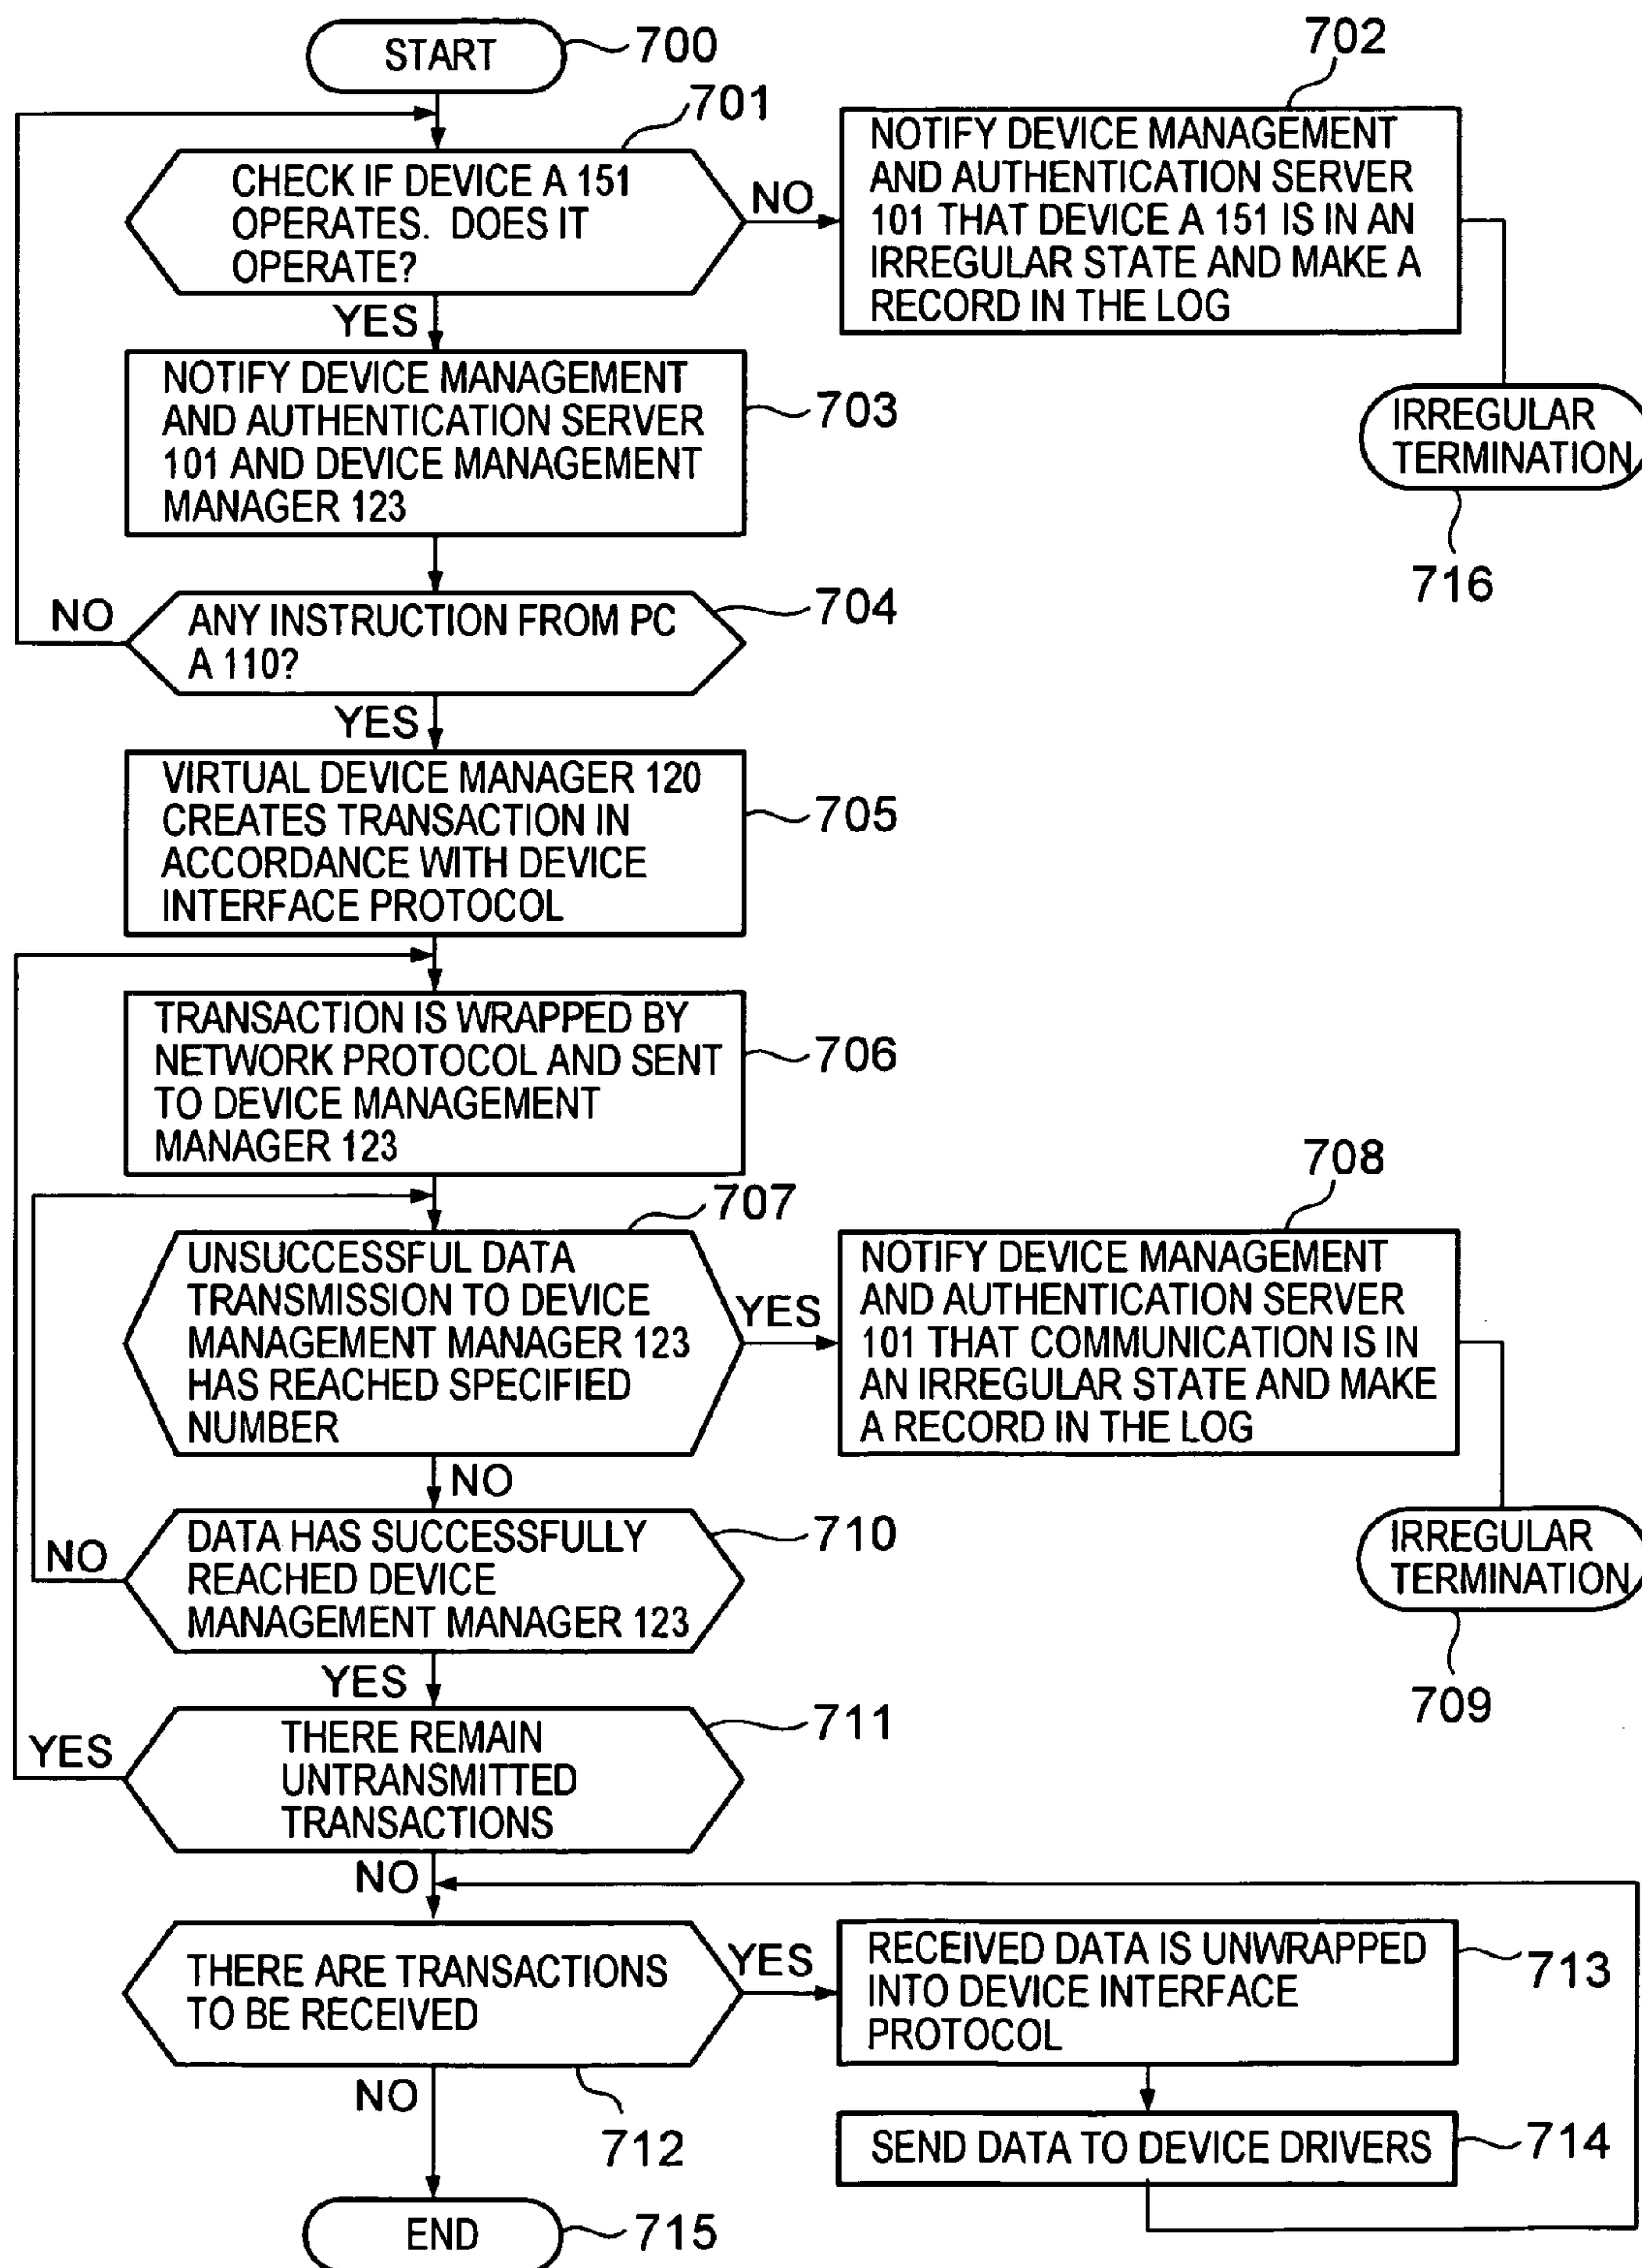 START
700
701
CHECK IF DEVICE A 151
OPERATES. DOES IT
OPERATE?
NO
702
NOTIFY DEVICE MANAGEMENT
AND AUTHENTICATION SERVER
101 THAT DEVICE A 151 IS IN AN
IRREGULAR STATE AND MAKE A
RECORD IN THE LOG
IRREGULAR
TERMINATION
716
YES
NOTIFY DEVICE MANAGEMENT
AND AUTHENTICATION SERVER
101 AND DEVICE MANAGEMENT
MANAGER 123
703
NO
ANY INSTRUCTION FROM PC
A 110?
704
YES
VIRTUAL DEVICE MANAGER 120
CREATES TRANSACTION IN
ACCORDANCE WITH DEVICE
INTERFACE PROTOCOL
705
TRANSACTION IS WRAPPED BY
NETWORK PROTOCOL AND SENT
TO DEVICE MANAGEMENT
MANAGER 123
706
707
UNSUCCESSFUL DATA
TRANSMISSION TO DEVICE
MANAGEMENT MANAGER 123
HAS REACHED SPECIFIED
NUMBER
YES
708
NOTIFY DEVICE MANAGEMENT
AND AUTHENTICATION SERVER
101 THAT COMMUNICATION IS IN
AN IRREGULAR STATE AND MAKE
A RECORD IN THE LOG
IRREGULAR
TERMINATION
709
NO
NO
DATA HAS SUCCESSFULLY
REACHED DEVICE
MANAGEMENT MANAGER 123
710
YES
YES
THERE REMAIN
UNTRANSMITTED
TRANSACTIONS
711
NO
THERE ARE TRANSACTIONS
TO BE RECEIVED
712
YES
RECEIVED DATA IS UNWRAPPED
INTO DEVICE INTERFACE
PROTOCOL
713
SEND DATA TO DEVICE DRIVERS
714
NO
END
715